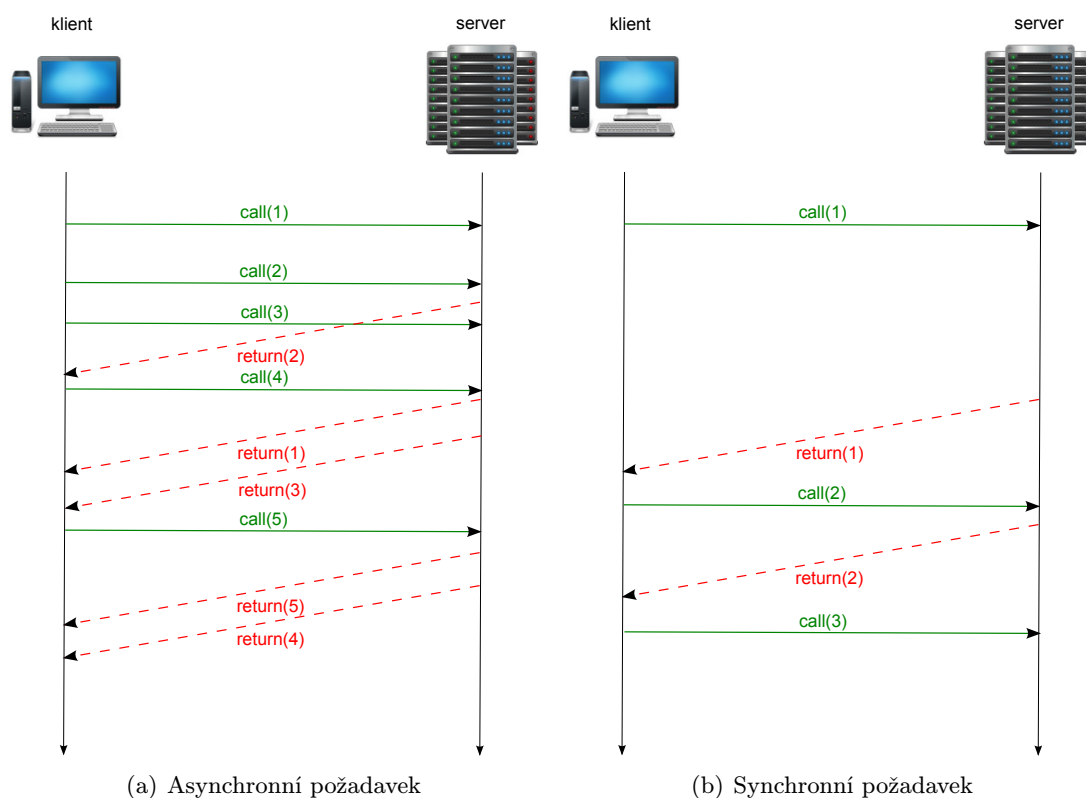 klient
server
call(1)
call(2)
call(3)
return(2)
call(4)
return(1)
return(3)
call(5)
return(5)
return(4)
(a) Asynchronní požadavek
klient
server
call(1)
return(1)
call(2)
return(2)
call(3)
(b) Synchronní požadavek